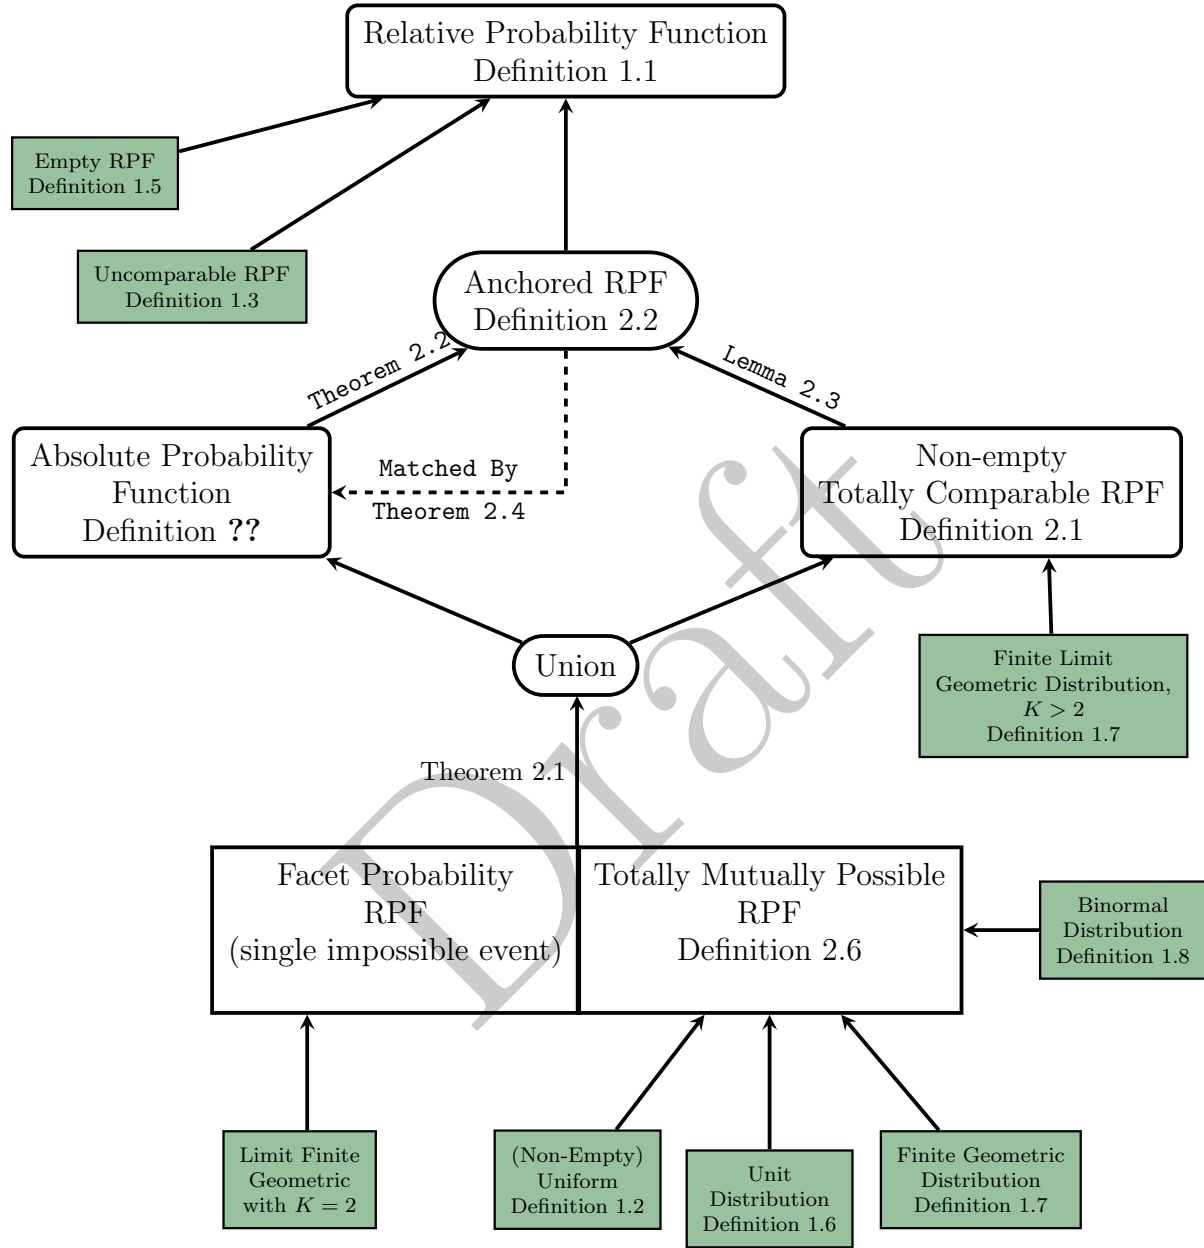 Relative Probability Function
Definition 1.1
Empty RPF
Definition 1.5
Uncomparable RPF
Definition 1.3
Anchored RPF
Definition 2.2
Theorem 2.2
Lemma 2.3
Absolute Probability
Function
Definition ??
Matched By
Theorem 2.4
Non-empty
Totally Comparable RPF
Definition 2.1
Union
Finite Limit
Geometric Distribution,
K > 2
Definition 1.7
Theorem 2.1
Draft
Facet Probability
RPF
(single impossible event)
Totally Mutually Possible
RPF
Definition 2.6
Binormal
Distribution
Definition 1.8
Limit Finite
Geometric
with K = 2
(Non-Empty)
Uniform
Definition 1.2
Unit
Distribution
Definition 1.6
Finite Geometric
Distribution
Definition 1.7